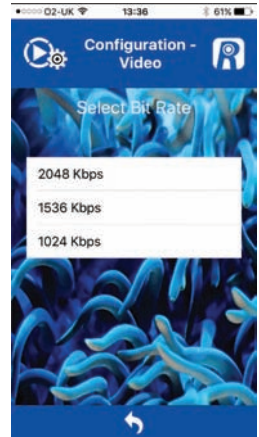 O2-UK 13:36 61%
Configuration -
Video
Select Bit Rate
2048 Kbps
1536 Kbps
1024 Kbps